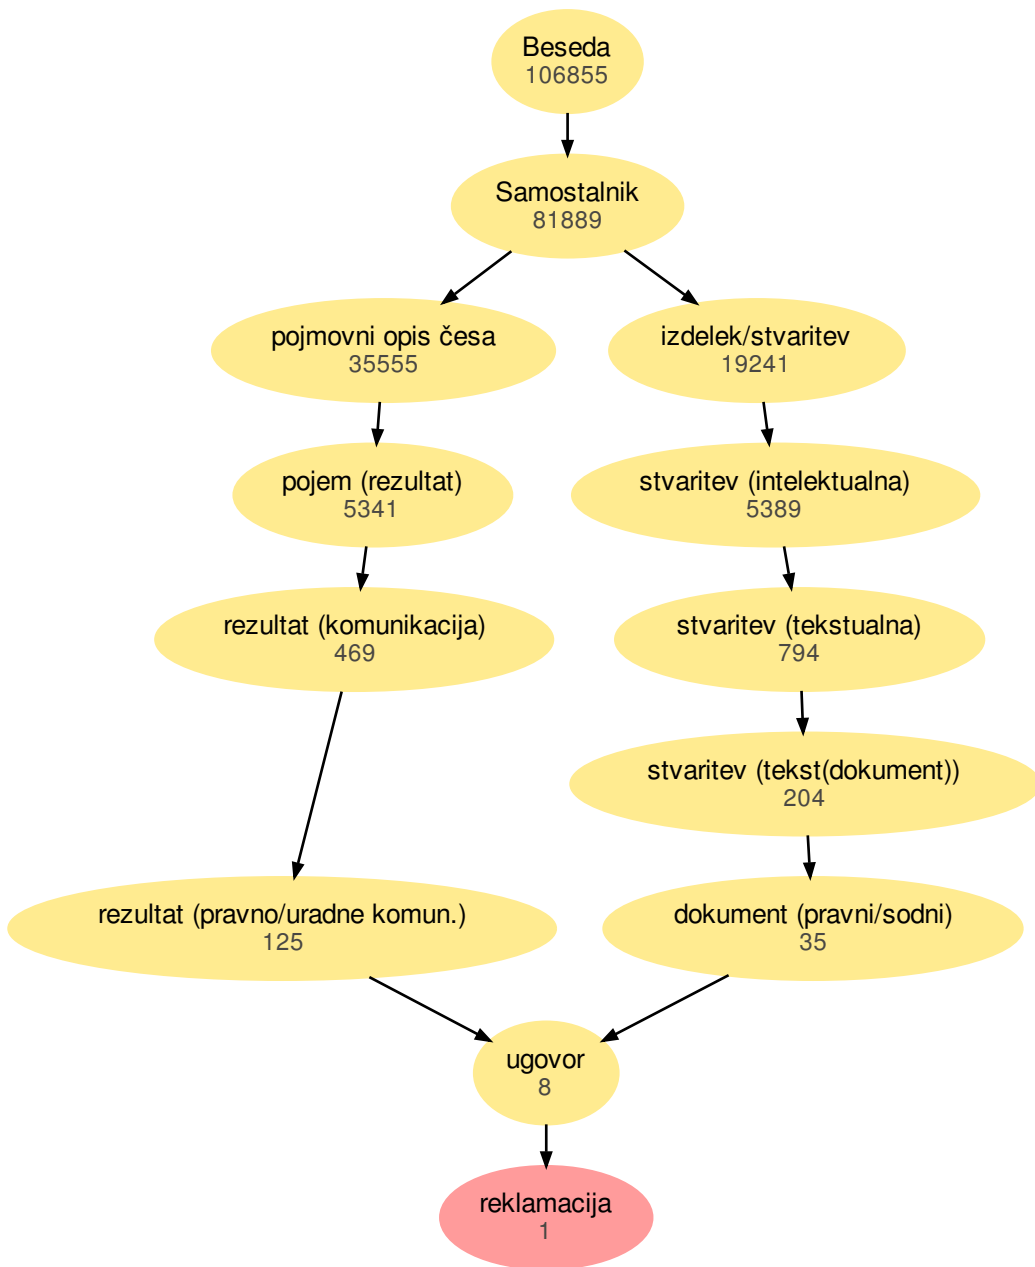 Beseda
106855
Samostalnik
81889
pojmovni opis česa
35555
izdelek/stvaritev
19241
pojem (rezultat)
5341
stvaritev (intelektualna)
5389
rezultat (komunikacija)
469
stvaritev (tekstualna)
794
stvaritev (tekst(dokument))
204
rezultat (pravno/uradne komun.)
125
dokument (pravni/sodni)
35
ugovor
8
reklamacija
1